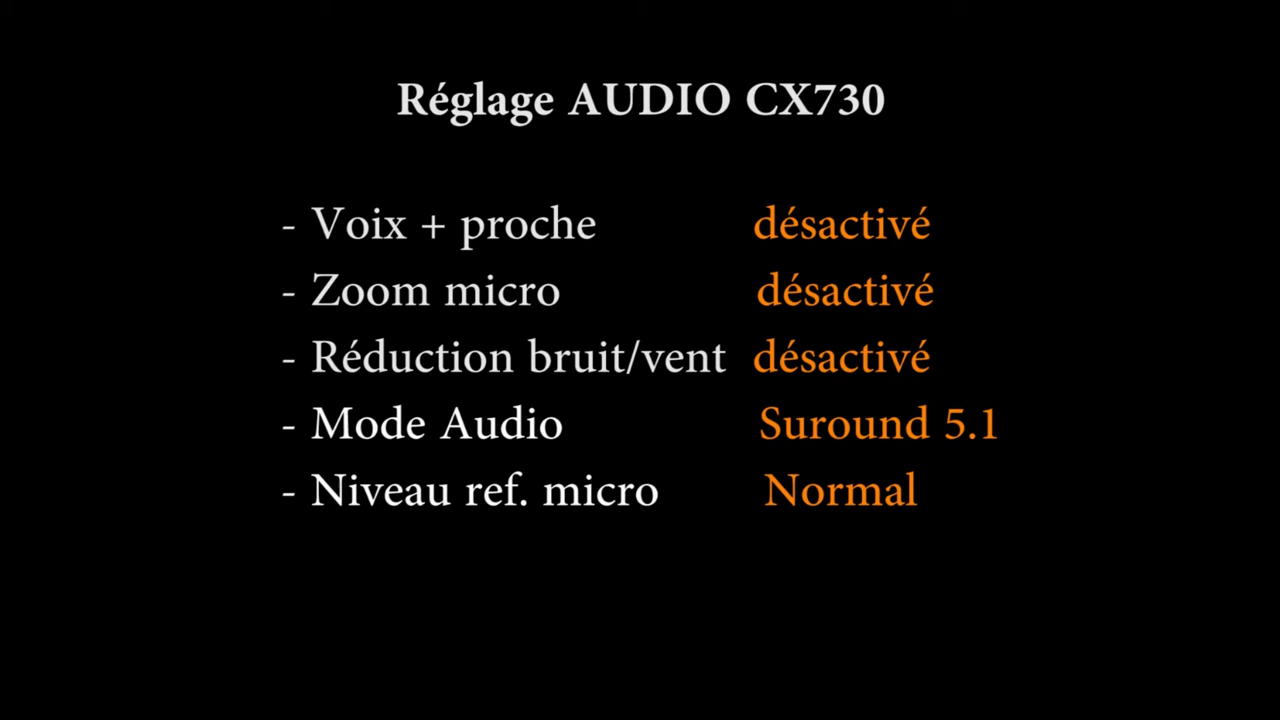 Réglage AUDIO CX730
- Voix + proche désactivé
- Zoom micro désactivé
- Réduction bruit/vent désactivé
- Mode Audio Suround 5.1
- Niveau ref. micro Normal